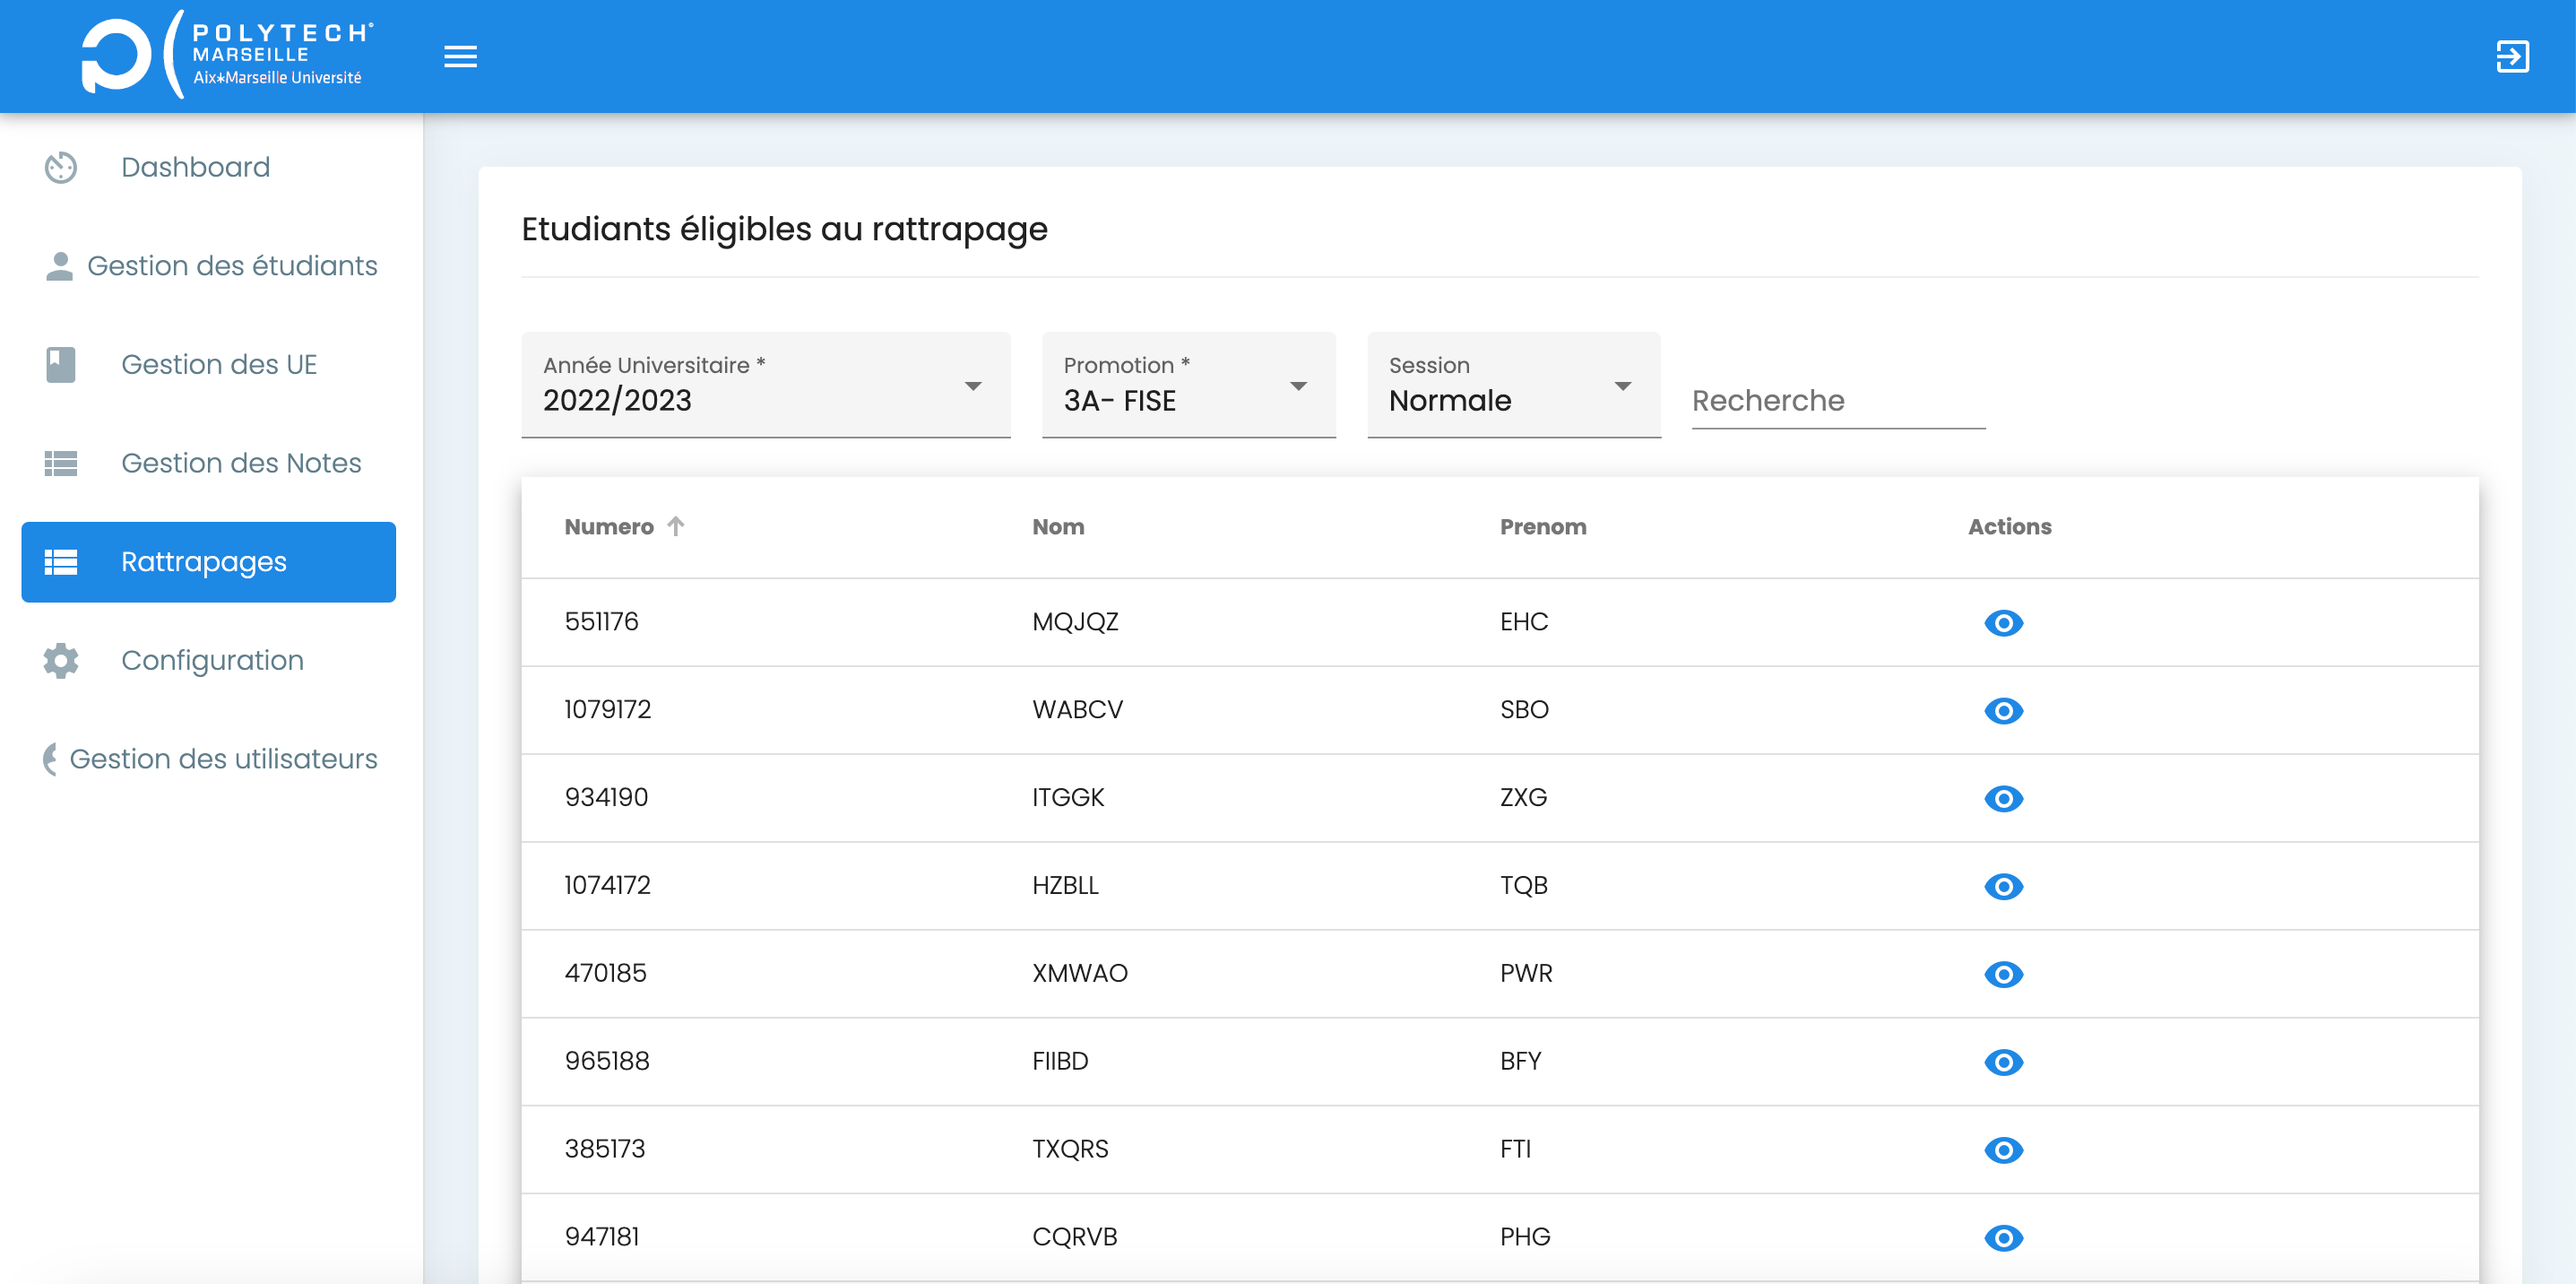 POLYTECH®
MARSEILLE
Aix*Marseille Université
Dashboard
Gestion des étudiants
Gestion des UE
Gestion des Notes
Rattrapages
Configuration
Gestion des utilisateurs
Etudiants éligibles au rattrapage
Année Universitaire * Promotion * Session
2022/2023 3A- FISE Normale Recherche
Numero Nom Prenom Actions
551176 MQJQZ EHC
1079172 WABCV SBO
934190 ITGGK ZXG
1074172 HZBLL TQB
470185 XMWAO PWR
965188 FIIBD BFY
385173 TXQRS FTI
947181 CQRVB PHG